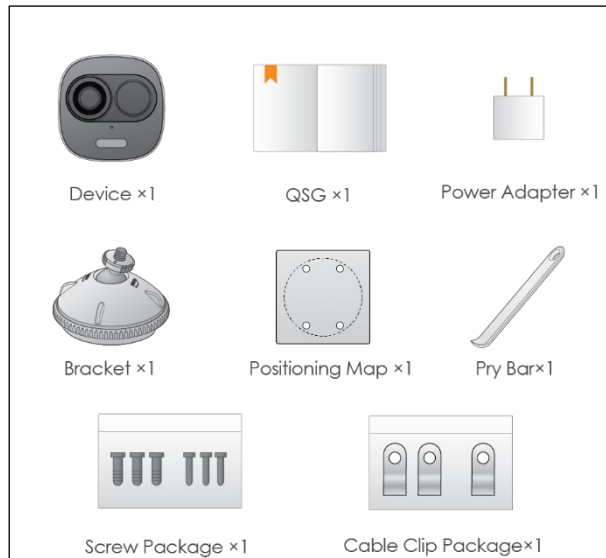 Device ×1
QSG ×1
Power Adapter ×1
Bracket ×1
Positioning Map ×1
Pry Bar×1
Screw Package ×1
Cable Clip Package×1